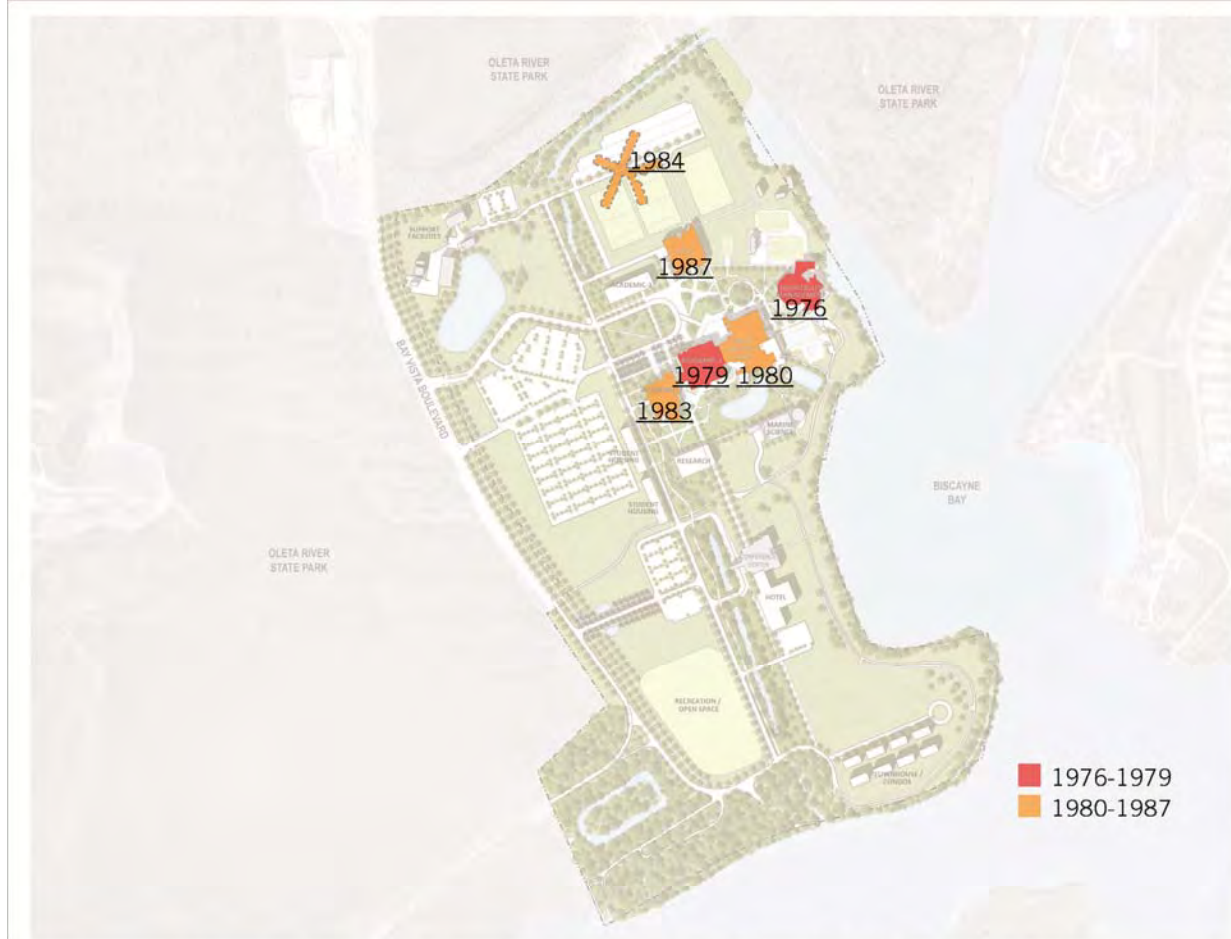 OLETA RIVER
STATE PARK
OLETA RIVER
STATE PARK
1984
SUPPORT
FACILITIES
1987
ACADEMIC
1976
BAY VISTA BOULEVARD
1979
1980
1983
MARINE
SCIENCE
STUDENT
HOUSING
RESEARCH
BISCAYNE
BAY
STUDENT
HOUSING
OLETA RIVER
STATE PARK
CONFERENCE
CENTER
HOTEL
RECREATION /
OPEN SPACE
1976-1979
TOWNHOUSE /
CONDOS
1980-1987